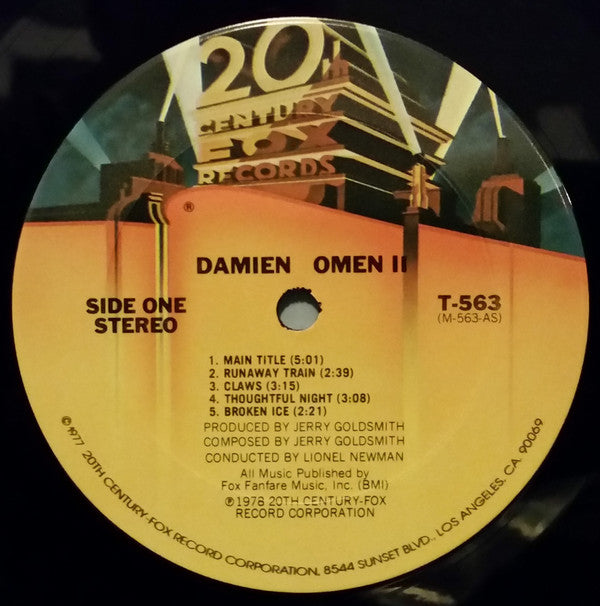 20th
CENTURY
FOX
RECORDS
®
DAMIEN OMEN II
SIDE ONE
STEREO
T-563
(M-563-AS)
1. MAIN TITLE (5:01)
2. RUNAWAY TRAIN (2:39)
3. CLAWS (3:15)
4. THOUGHTFUL NIGHT (3:08)
5. BROKEN ICE (2:21)
PRODUCED BY JERRY GOLDSMITH
COMPOSED BY JERRY GOLDSMITH
CONDUCTED BY LIONEL NEWMAN
All Music Published by
Fox Fanfare Music, Inc. (BMI)
℗1978 20TH CENTURY-FOX
RECORD CORPORATION
©1977 20TH CENTURY-FOX RECORD CORPORATION, 8544 SUNSET BLVD., LOS ANGELES, CA. 90069